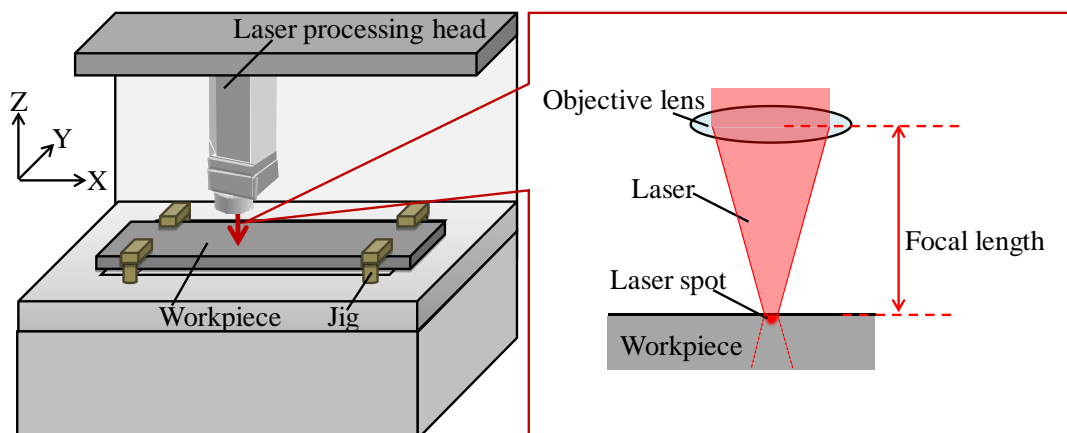 Laser processing head
Z
Y
X
Workpiece
Jig
Objective lens
Laser
Focal length
Laser spot
Workpiece